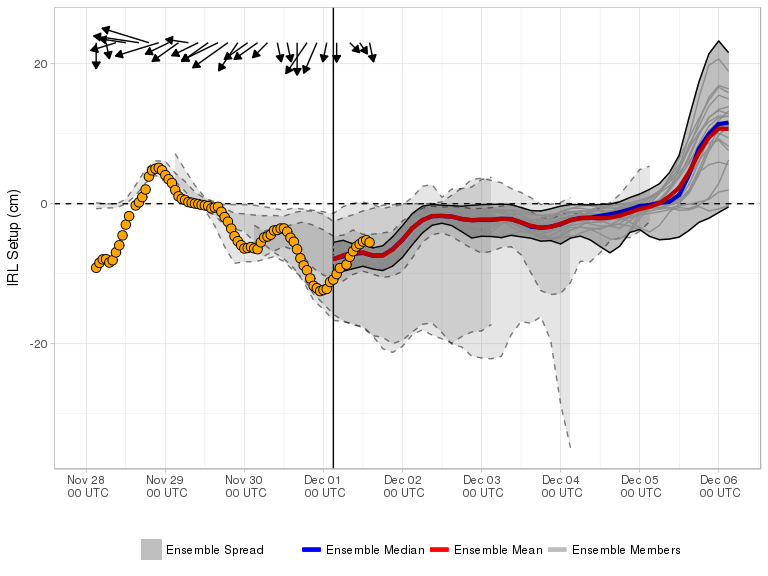 IRL Setup (cm)
20
0
-20
Nov 28 Nov 29 Nov 30 Dec 01 Dec 02 Dec 03 Dec 04 Dec 05 Dec 06
00 UTC 00 UTC 00 UTC 00 UTC 00 UTC 00 UTC 00 UTC 00 UTC 00 UTC
Ensemble Spread Ensemble Median Ensemble Mean Ensemble Members